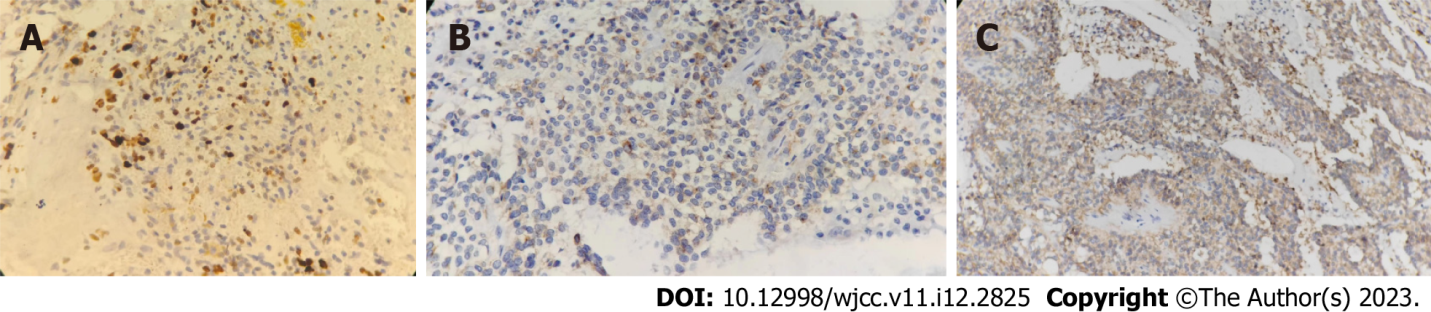 A
B
C
DOI: 10.12998/wjcc.v11.i12.2825 Copyright ©The Author(s) 2023.